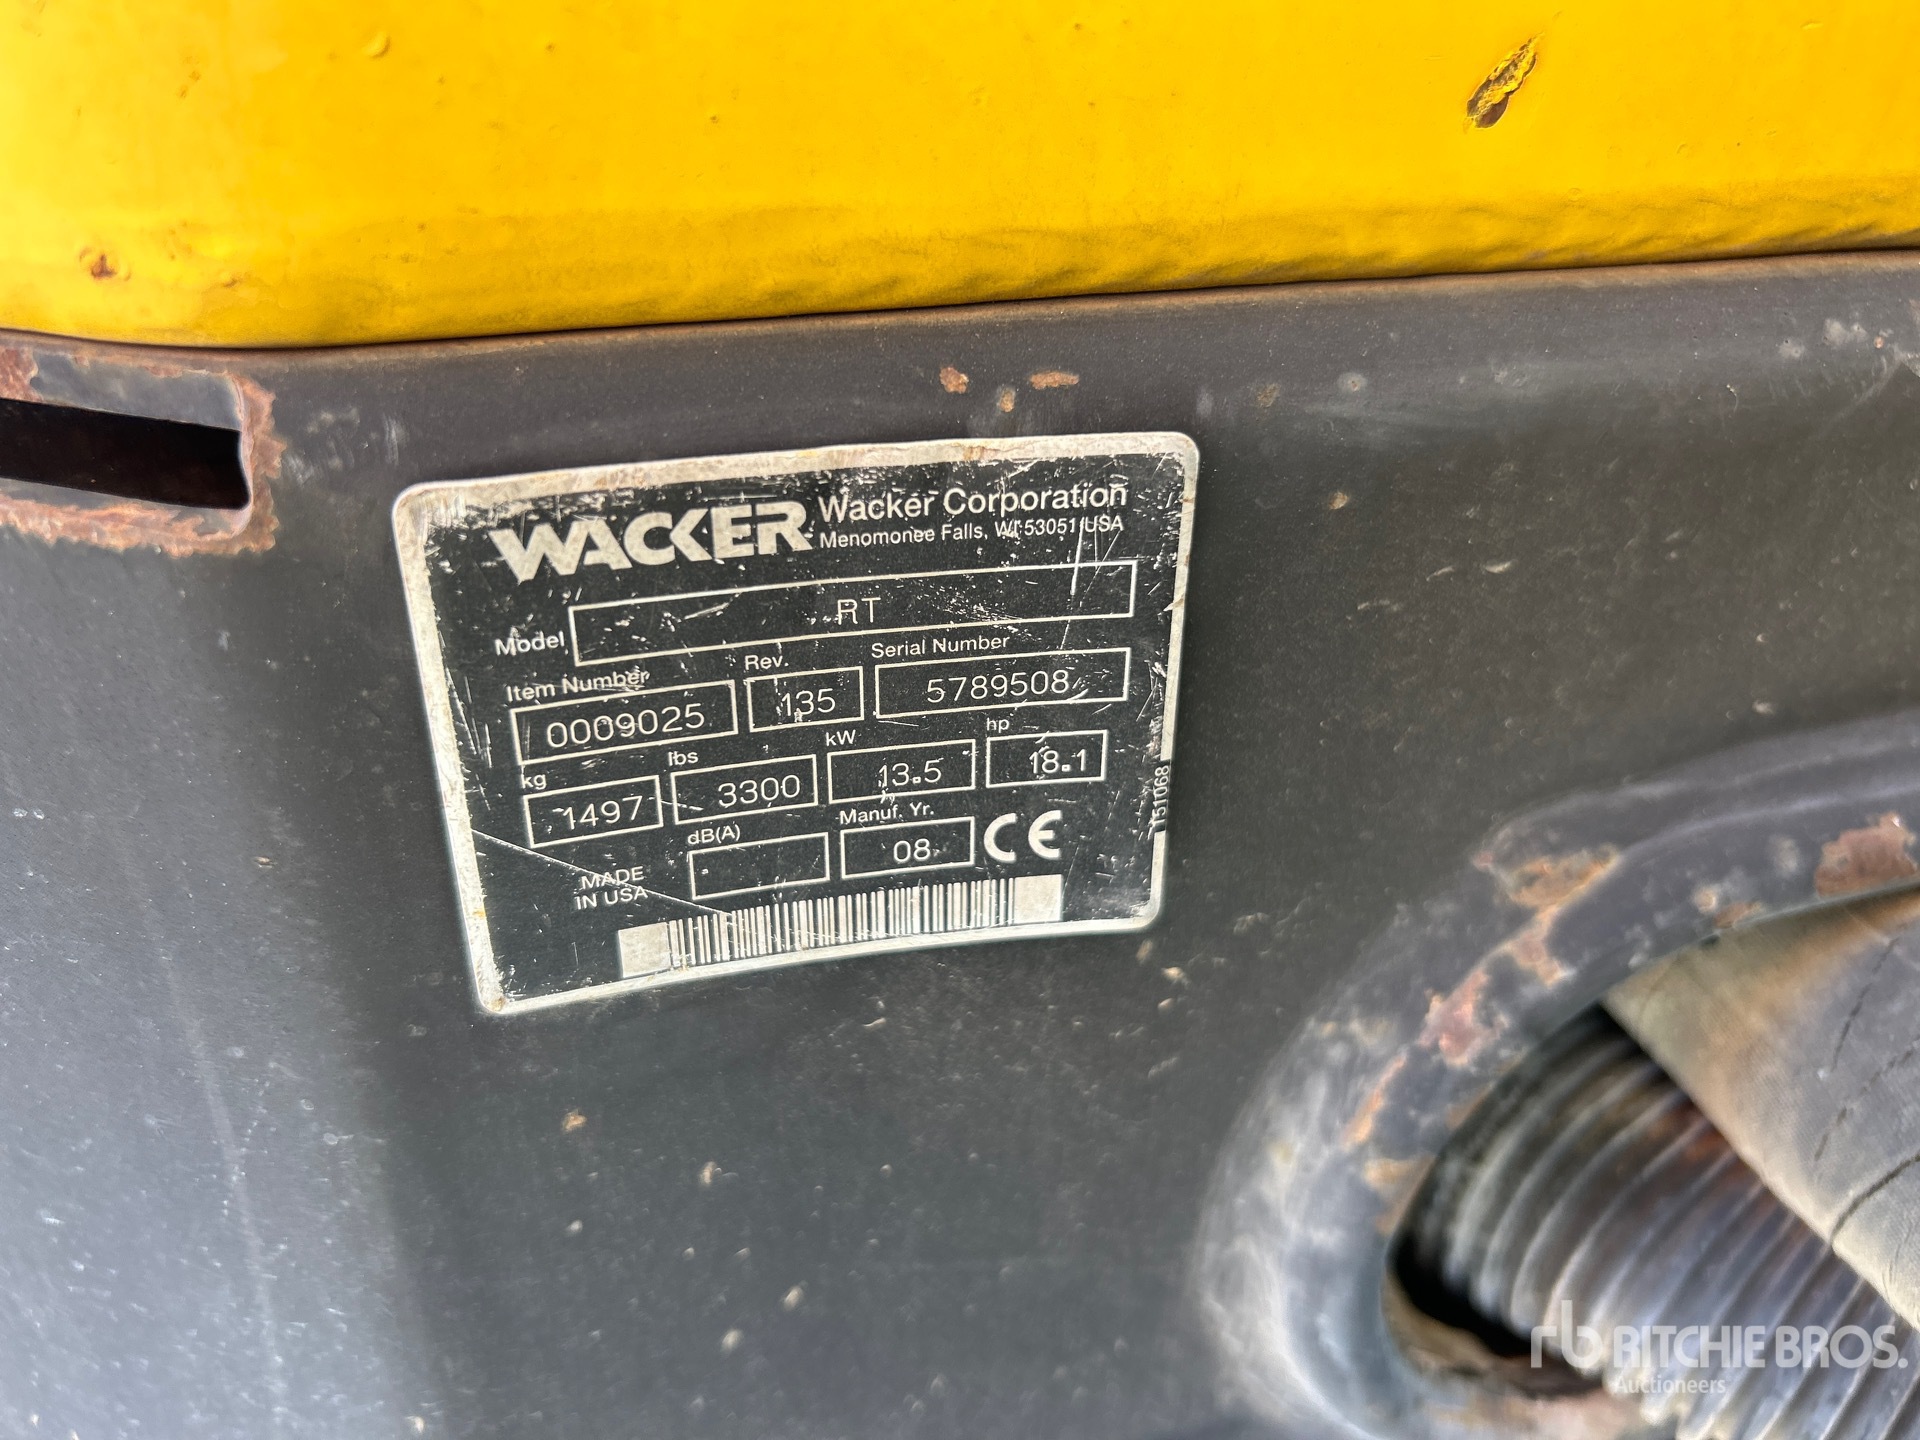 WACKER Wacker Corporation
Menomonee Falls, WI 53051 USA
Model RT
Item Number Rev. Serial Number
0009025 135 5789508
kg lbs kW hp
1497 3300 13.5 18.1
dB(A) Manuf. Yr.
MADE IN USA 08 CE
151068
rb RITCHIE BROS.
Auctioneers